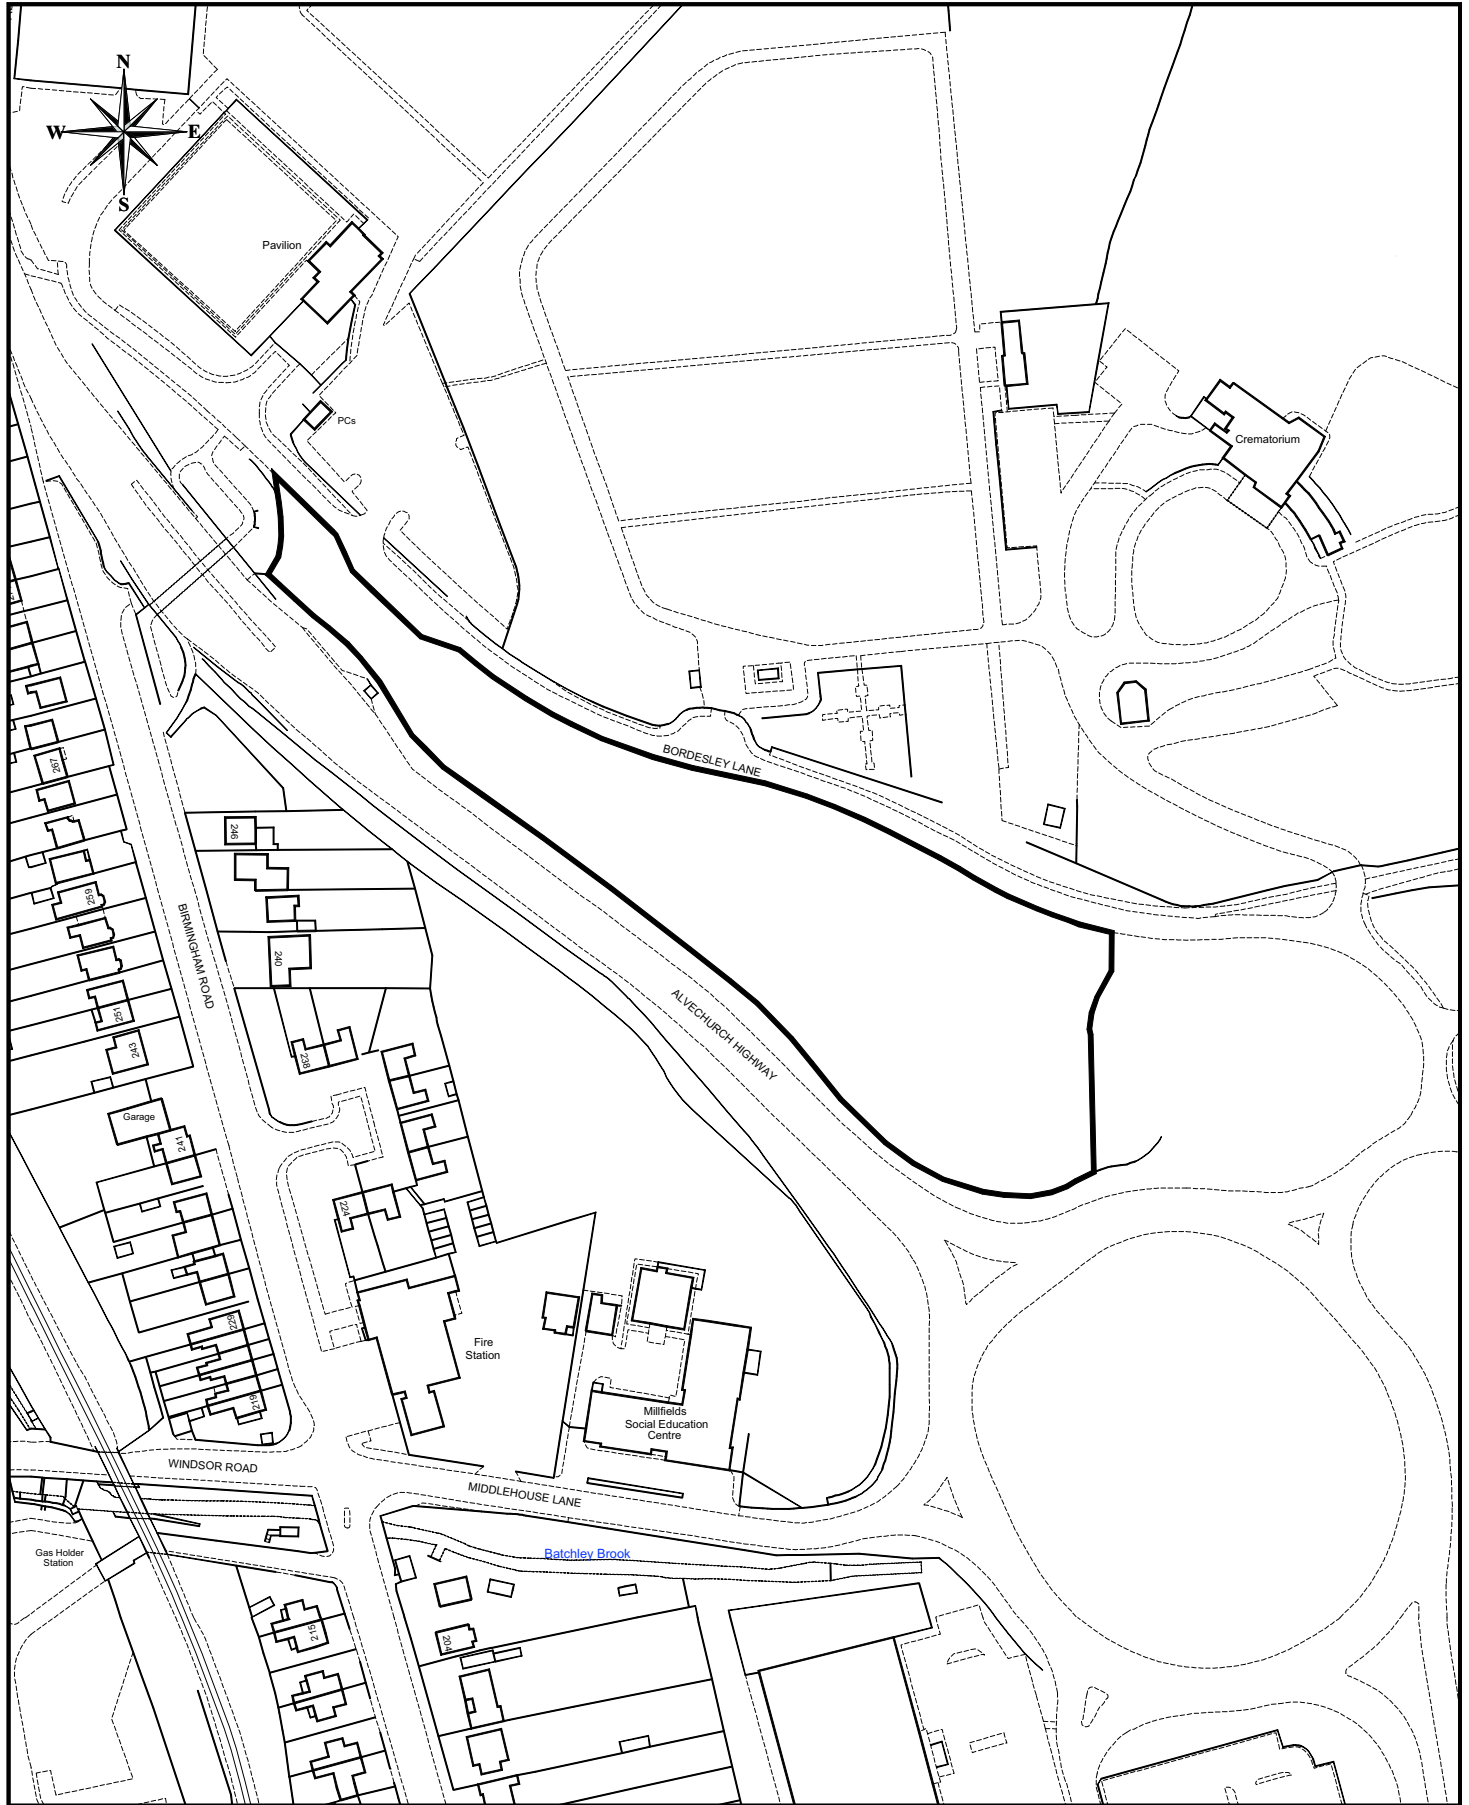 N
W
E
S
Pavilion
PCs
Crematorium
BORDESLEY LANE
267
246
259
BIRMINGHAM ROAD
240
251
ALVECHURCH HIGHWAY
243
238
Garage
241
224
229
Fire
Station
219
Millfields
Social Education
Centre
WINDSOR ROAD
MIDDLEHOUSE LANE
Gas Holder
Station
Batchley Brook
215
204